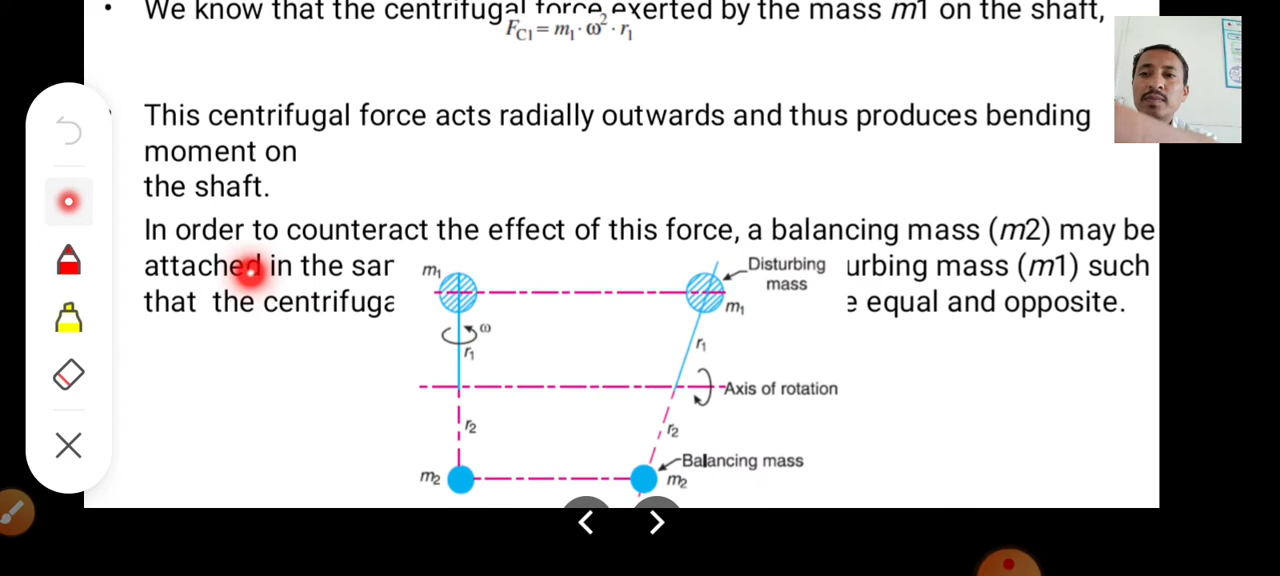 • We know that the centrifugal force exerted by the mass m1 on the shaft,
F_C1 = m₁ · ω² · r₁
This centrifugal force acts radially outwards and thus produces bending
moment on
the shaft.
In order to counteract the effect of this force, a balancing mass (m2) may be
attached in the urbing mass (m1) such
that the centrifuga e equal and opposite.
m₁
Disturbing
mass
m₁
ω
r₁
r₁
Axis of rotation
r₂
r₂
Balancing mass
m₂
m₂